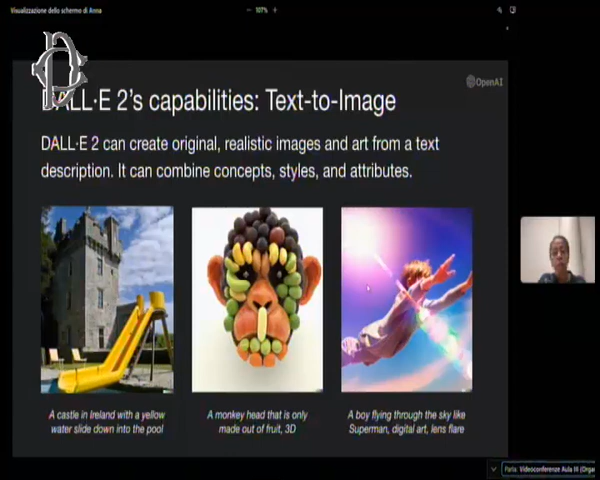 Visualizzazione dello schermo di Anna
107%
OpenAI
DALL·E 2's capabilities: Text-to-Image
DALL·E 2 can create original, realistic images and art from a text
description. It can combine concepts, styles, and attributes.
A castle in Ireland with a yellow
water slide down into the pool
A monkey head that is only
made out of fruit, 3D
A boy flying through the sky like
Superman, digital art, lens flare
Parla: Videoconferenze Aula III (Orga